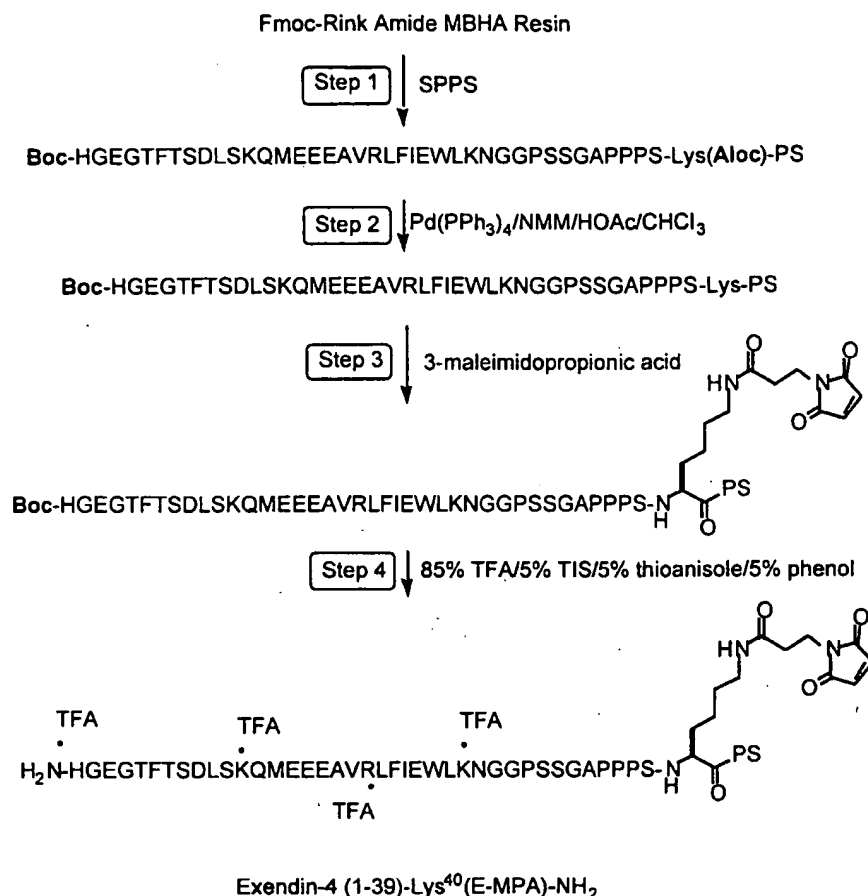 Fmoc-Rink Amide MBHA Resin
Step 1 SPPS
Boc-HGEGTFTSDLSKQMEEEAVRLFIEWLKNGGPSSGAPPPS-Lys(Aloc)-PS
Step 2 Pd(PPh3)4/NMM/HOAc/CHCl3
Boc-HGEGTFTSDLSKQMEEEAVRLFIEWLKNGGPSSGAPPPS-Lys-PS
Step 3 3-maleimidopropionic acid
O
O
HN
N
O
PS
Boc-HGEGTFTSDLSKQMEEEAVRLFIEWLKNGGPSSGAPPPS-N
H
O
Step 4 85% TFA/5% TIS/5% thioanisole/5% phenol
O
O
HN
N
O
TFA TFA TFA
PS
H2N-HGEGTFTSDLSKQMEEEAVRLFIEWLKNGGPSSGAPPPS-N
H
O
TFA
Exendin-4 (1-39)-Lys40(E-MPA)-NH2